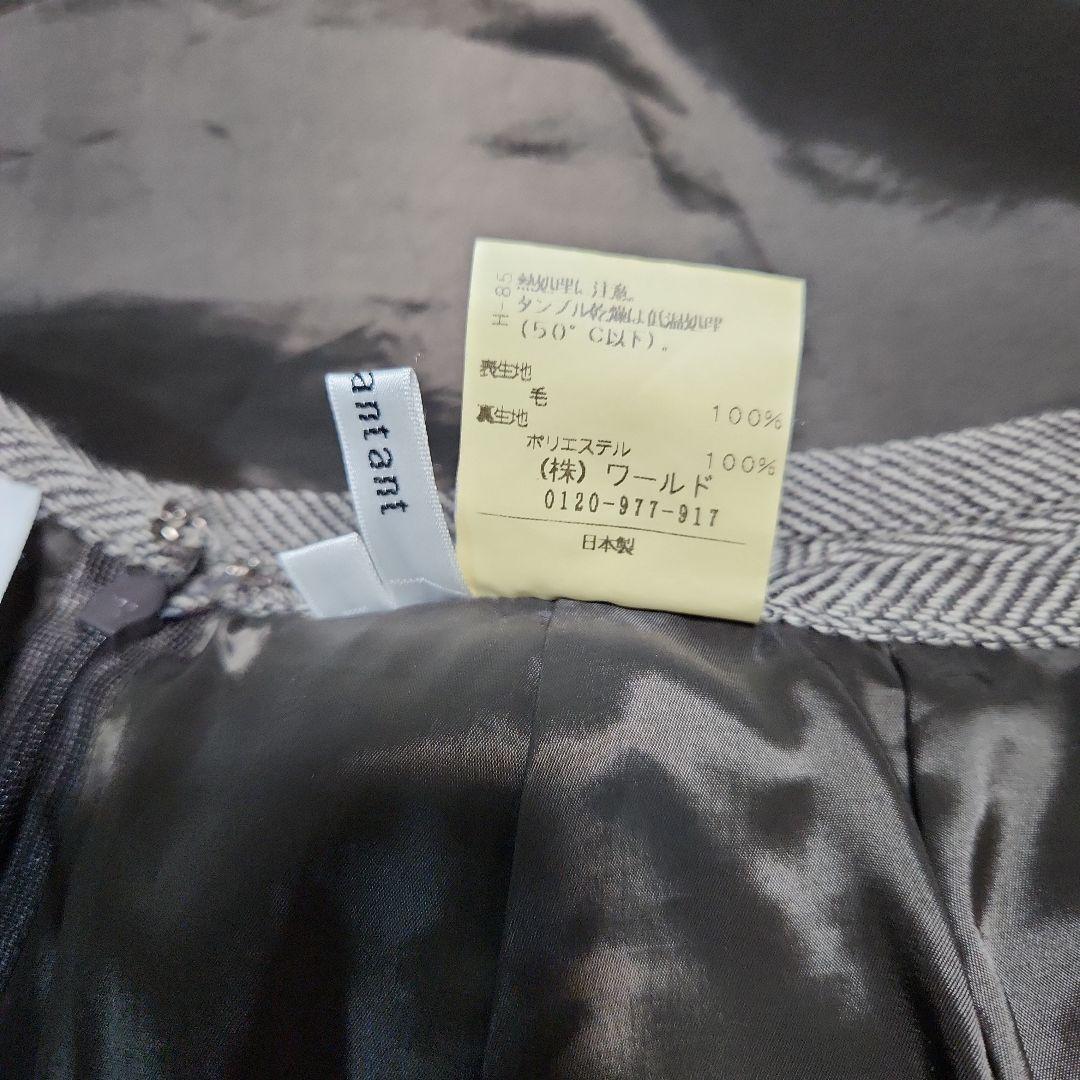 H-85
熱処理に注意。
タンブル乾燥は低温処理
(50°C以下)。
表生地
毛 100%
裏生地
ポリエステル 100%
(株)ワールド
0120-977-917
日本製
antant